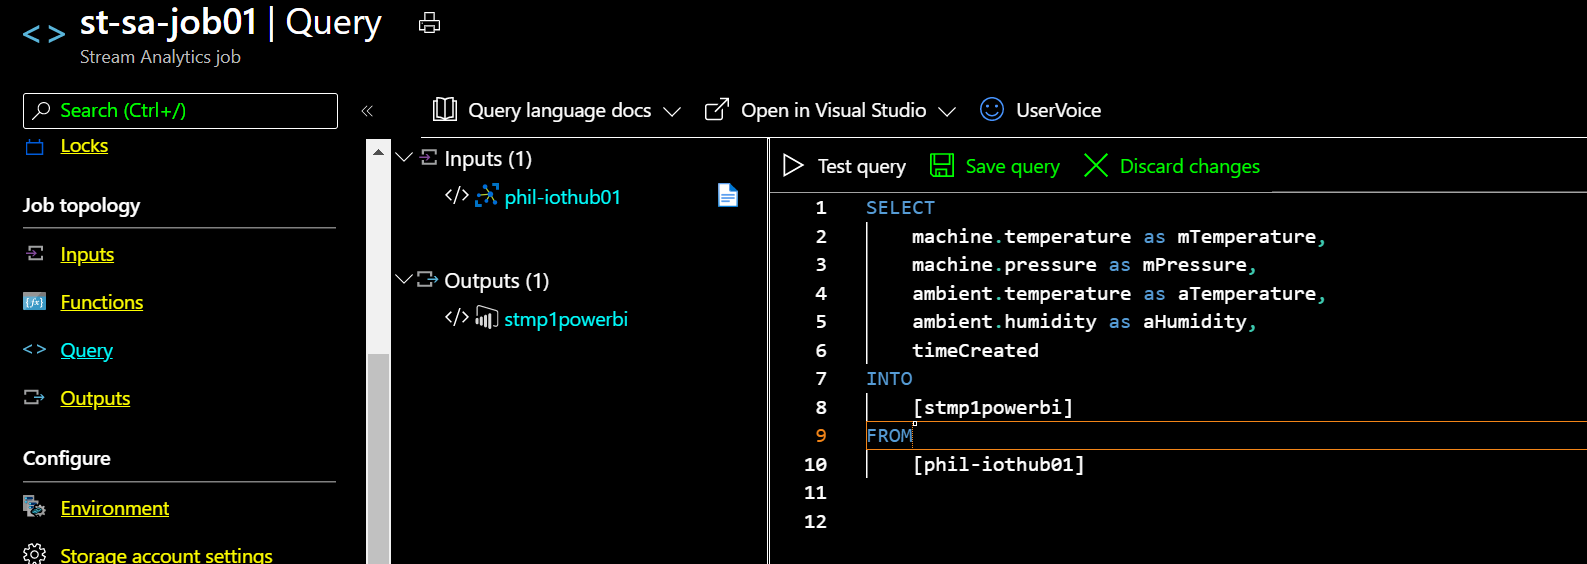 st-sa-job01 | Query
Stream Analytics job
Search (Ctrl+/)
«
Locks
Job topology
Inputs
Functions
Query
Outputs
Configure
Environment
Storage account settings
Query language docs
Open in Visual Studio
UserVoice
Inputs (1)
phil-iothub01
Outputs (1)
stmp1powerbi
Test query
Save query
Discard changes
1 SELECT
2 machine.temperature as mTemperature,
3 machine.pressure as mPressure,
4 ambient.temperature as aTemperature,
5 ambient.humidity as aHumidity,
6 timeCreated
7 INTO
8 [stmp1powerbi]
9 FROM
10 [phil-iothub01]
11
12